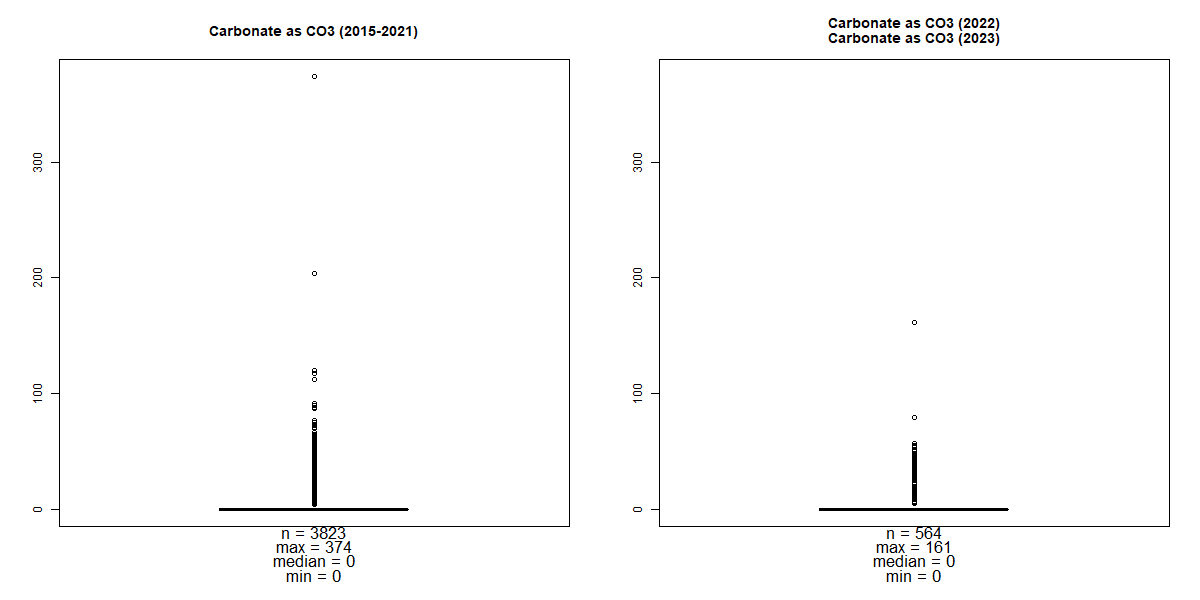 Carbonate as CO3 (2015-2021)
300
200
100
0
n = 3823
max = 374
median = 0
min = 0
Carbonate as CO3 (2022)
Carbonate as CO3 (2023)
300
200
100
0
n = 564
max = 161
median = 0
min = 0